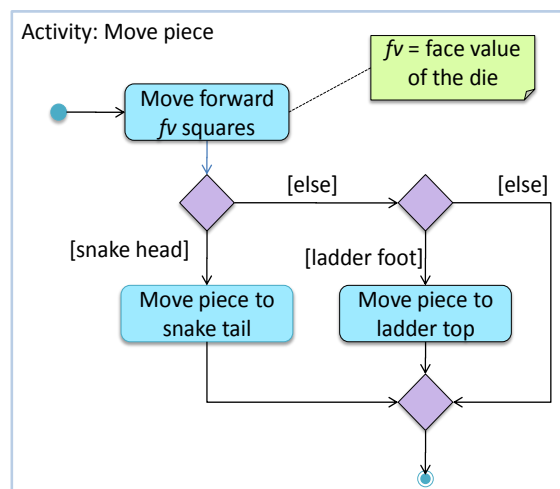 Activity: Move piece
fv = face value
of the die
Move forward
fv squares
[else]
[else]
[snake head]
[ladder foot]
Move piece to
snake tail
Move piece to
ladder top